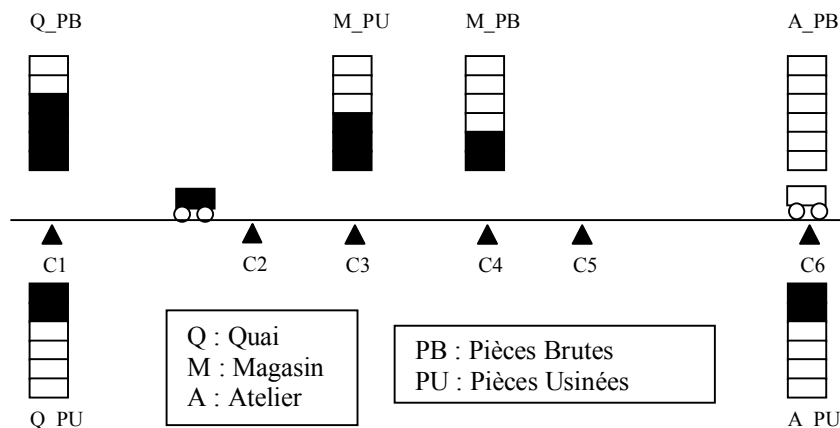 Q_PB M_PU M_PB A_PB
C1 C2 C3 C4 C5 C6
Q : Quai
M : Magasin
A : Atelier
PB : Pièces Brutes
PU : Pièces Usinées
Q_PU A_PU